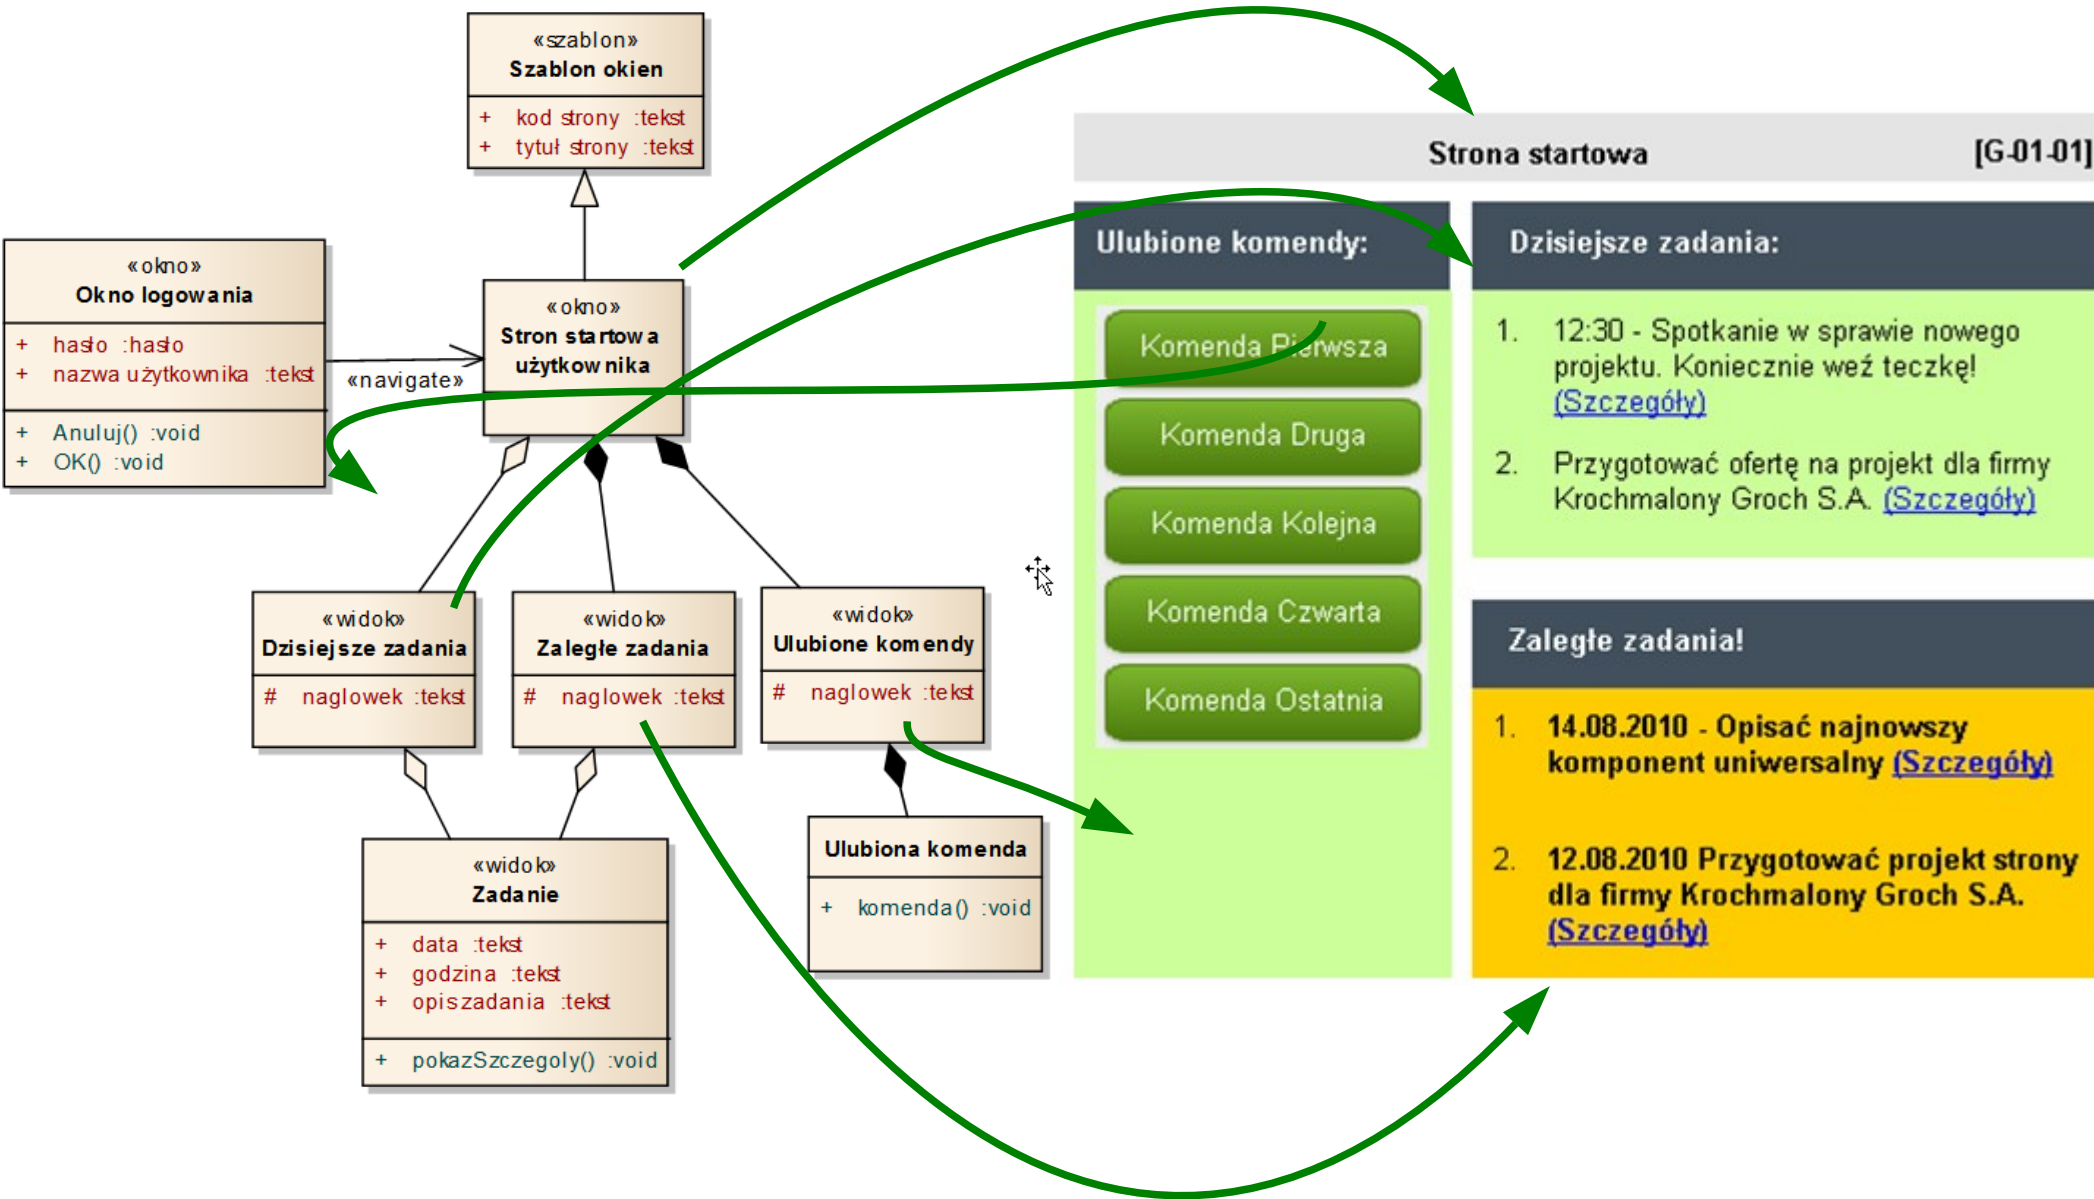 «szablon»
Szablon okien
+ kod strony :tekst
+ tytuł strony :tekst
«okno»
Okno logowania
+ hasło :hasło
+ nazwa użytkownika :tekst
+ Anuluj() :void
+ OK() :void
«navigate»
«okno»
Stron startowa
użytkownika
«widok»
Dzisiejsze zadania
# naglowek :tekst
«widok»
Zaległe zadania
# naglowek :tekst
«widok»
Ulubione komendy
# naglowek :tekst
«widok»
Zadanie
+ data :tekst
+ godzina :tekst
+ opiszadania :tekst
+ pokazSzczegoly() :void
Ulubiona komenda
+ komenda() :void
Strona startowa [G-01-01]
Ulubione komendy:
Komenda Pierwsza
Komenda Druga
Komenda Kolejna
Komenda Czwarta
Komenda Ostatnia
Dzisiejsze zadania:
1. 12:30 - Spotkanie w sprawie nowego
projektu. Koniecznie weź teczkę!
(Szczegóły)
2. Przygotować ofertę na projekt dla firmy
Krochmalony Groch S.A. (Szczegóły)
Zaległe zadania!
1. 14.08.2010 - Opisać najnowszy
komponent uniwersalny (Szczegóły)
2. 12.08.2010 Przygotować projekt strony
dla firmy Krochmalony Groch S.A.
(Szczegóły)